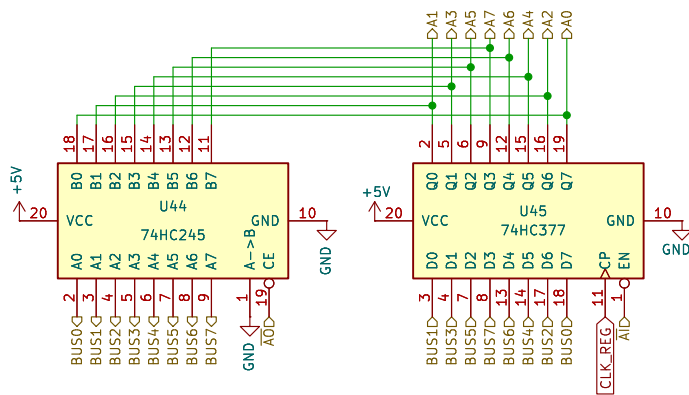 A1 A3 A5 A7 A6 A4 A2 A0
18 17 16 15 14 13 12 11
2 5 6 9 12 15 16 19
B0 B1 B2 B3 B4 B5 B6 B7
Q0 Q1 Q2 Q3 Q4 Q5 Q6 Q7
+5V
20
VCC
U44
74HC245
GND
10
GND
+5V
20
VCC
U45
74HC377
GND
10
GND
A0 A1 A2 A3 A4 A5 A6 A7 A->B CE
D0 D1 D2 D3 D4 D5 D6 D7 CP EN
2 3 4 5 6 7 8 9 1 19
3 4 7 8 13 14 17 18 11 1
BUS0 BUS1 BUS2 BUS3 BUS4 BUS5 BUS6 BUS7 GND AO
BUS1 BUS3 BUS5 BUS7 BUS6 BUS4 BUS2 BUS0 CLK_REG AI